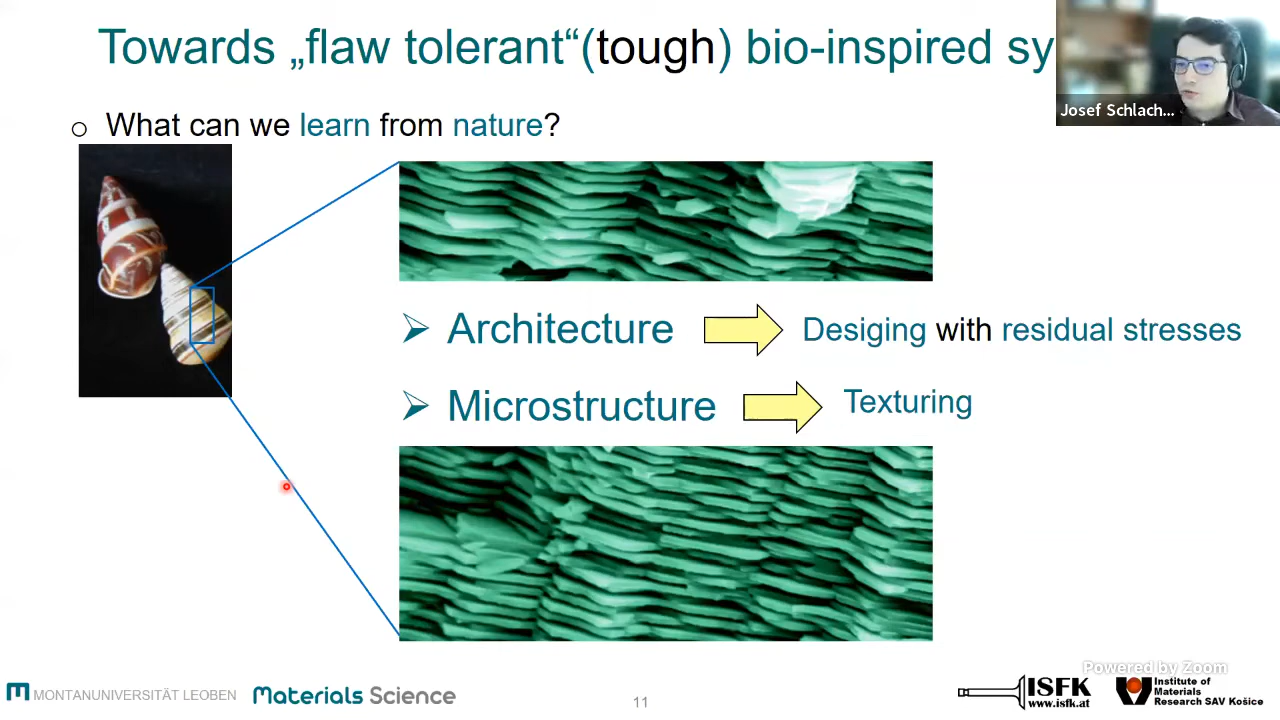 Towards „flaw tolerant“(tough) bio-inspired sy
Josef Schlach...
What can we learn from nature?
Architecture
Desiging with residual stresses
Microstructure
Texturing
Powered by Zoom
MONTANUNIVERSITÄT LEOBEN
Materials Science
11
ISFK
www.isfk.at
Institute of
Materials
Research SAV Košice